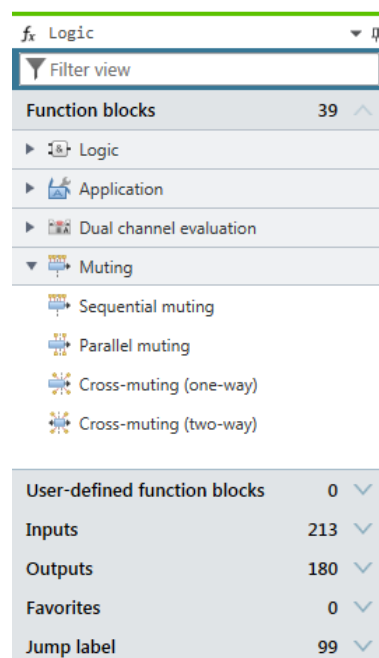 fx Logic
Filter view
Function blocks 39
& Logic
Application
Dual channel evaluation
Muting
Sequential muting
Parallel muting
Cross-muting (one-way)
Cross-muting (two-way)
User-defined function blocks 0
Inputs 213
Outputs 180
Favorites 0
Jump label 99